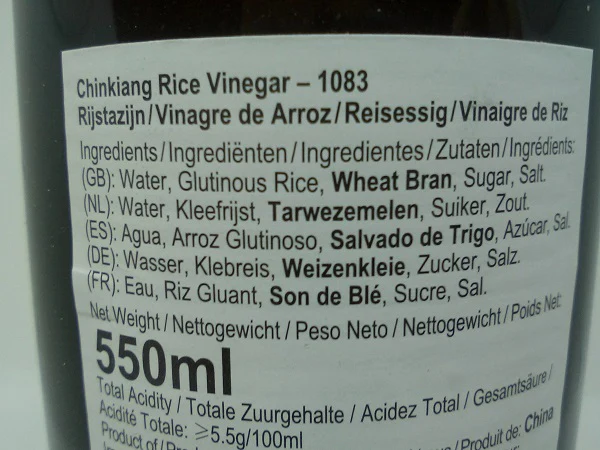 Chinkiang Rice Vinegar – 1083
Rijstazijn/Vinagre de Arroz/Reisessig/Vinaigre de Riz
Ingredients/Ingrediënten/Ingredientes/Zutaten/Ingrédients:
(GB): Water, Glutinous Rice, Wheat Bran, Sugar, Salt.
(NL): Water, Kleefrijst, Tarwezemelen, Suiker, Zout.
(ES): Agua, Arroz Glutinoso, Salvado de Trigo, Azúcar, Sal.
(DE): Wasser, Klebreis, Weizenkleie, Zucker, Salz.
(FR): Eau, Riz Gluant, Son de Blé, Sucre, Sal.
Net Weight / Nettogewicht / Peso Neto / Nettogewicht / Poids Net:
550ml
Total Acidity / Totale Zuurgehalte / Acidez Total / Gesamtsäure /
Acidité Totale: ≥5.5g/100ml
Product of / Produit de: China